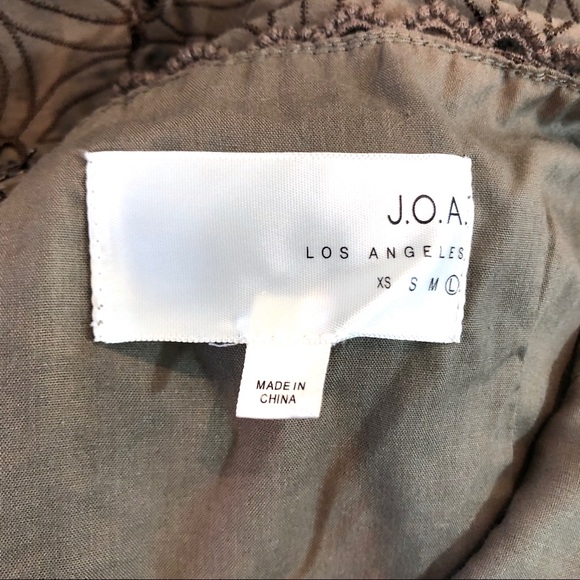 J.O.A.
LOS ANGELES
XS S M L
MADE IN
CHINA